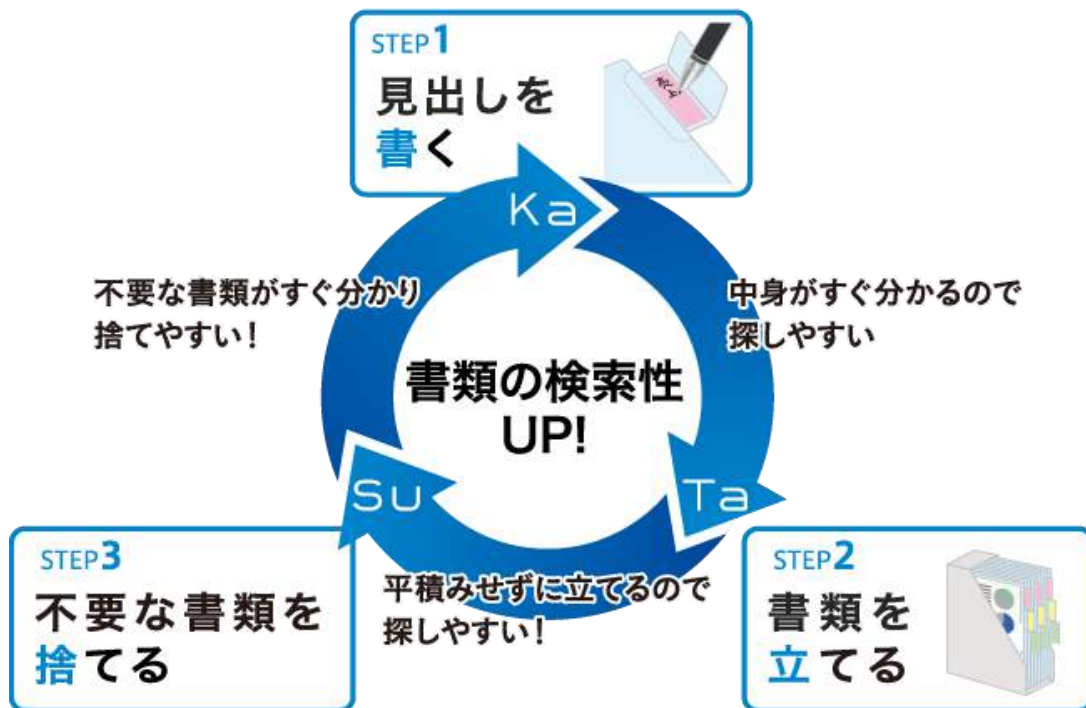 STEP1
見出しを
書く
売上
Ka
不要な書類がすぐ分かり
捨てやすい!
中身がすぐ分かるので
探しやすい
書類の検索性
UP!
Su
Ta
STEP3
不要な書類を
捨てる
平積みせずに立てるので
探しやすい!
STEP2
書類を
立てる